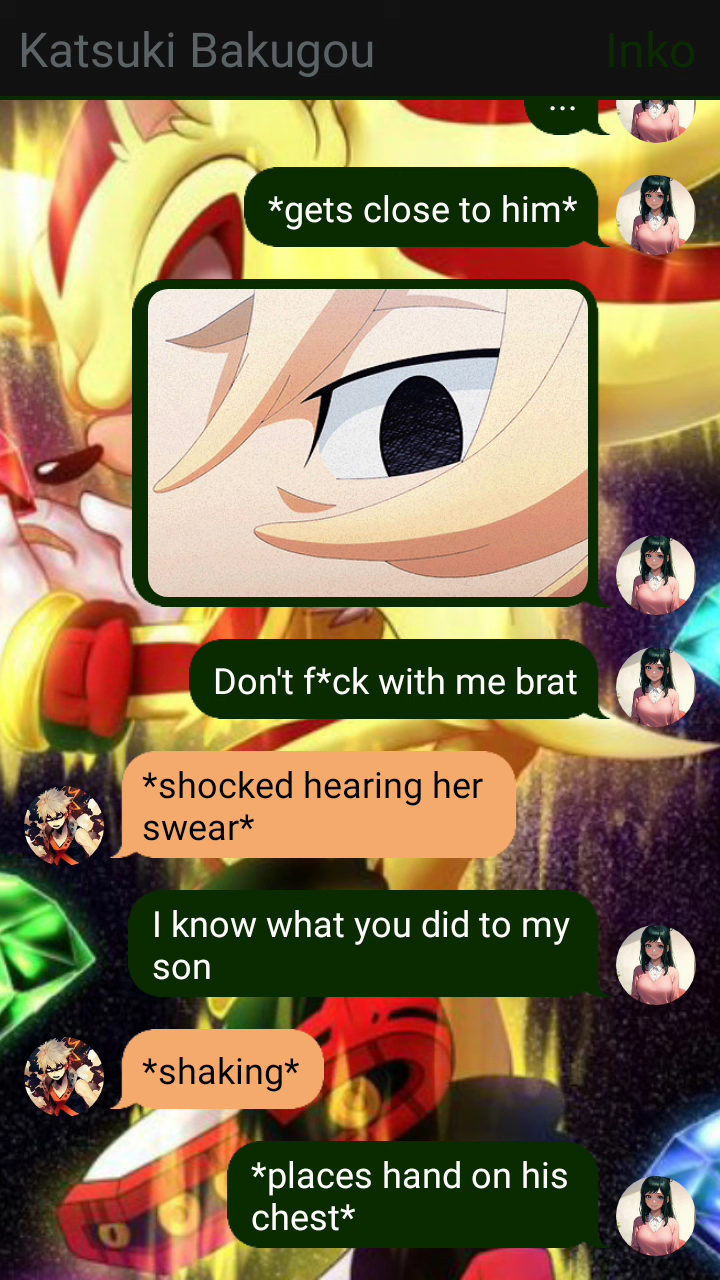 Katsuki Bakugou
Inko
...
*gets close to him*
Don't f*ck with me brat
*shocked hearing her
swear*
I know what you did to my
son
*shaking*
*places hand on his
chest*